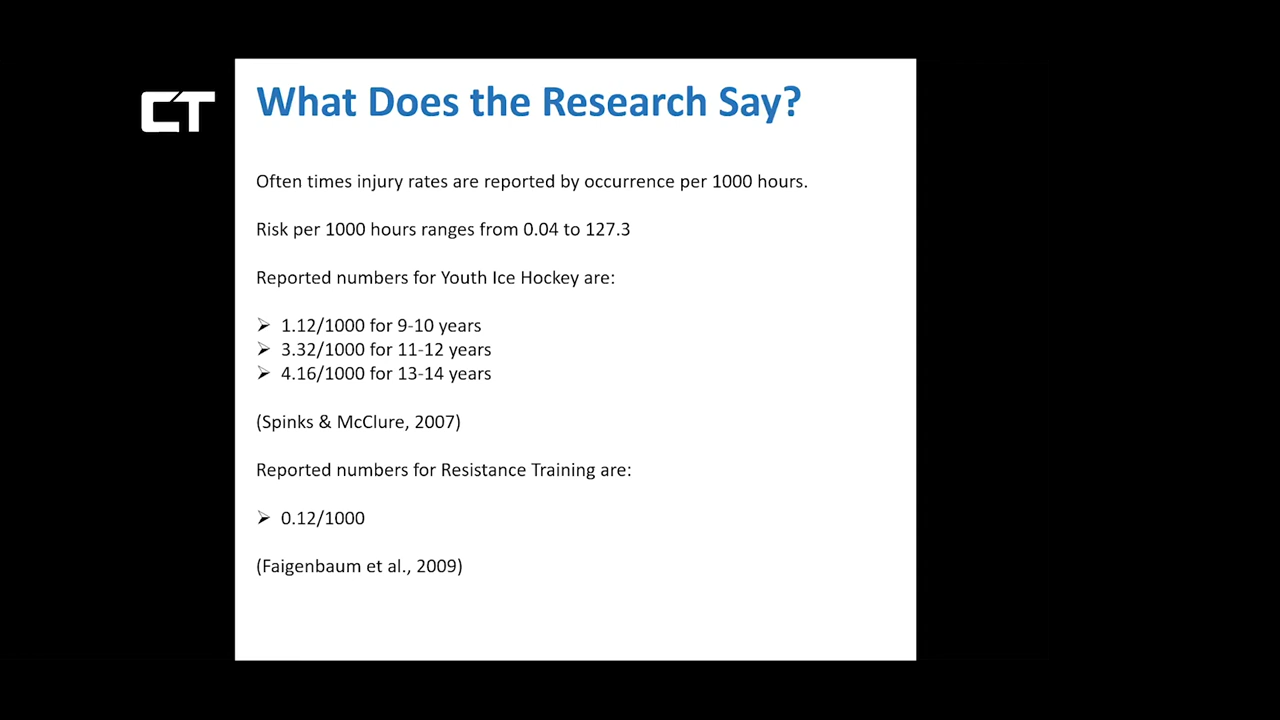 CT
What Does the Research Say?
Often times injury rates are reported by occurrence per 1000 hours.
Risk per 1000 hours ranges from 0.04 to 127.3
Reported numbers for Youth Ice Hockey are:
➢ 1.12/1000 for 9-10 years
➢ 3.32/1000 for 11-12 years
➢ 4.16/1000 for 13-14 years
(Spinks & McClure, 2007)
Reported numbers for Resistance Training are:
➢ 0.12/1000
(Faigenbaum et al., 2009)